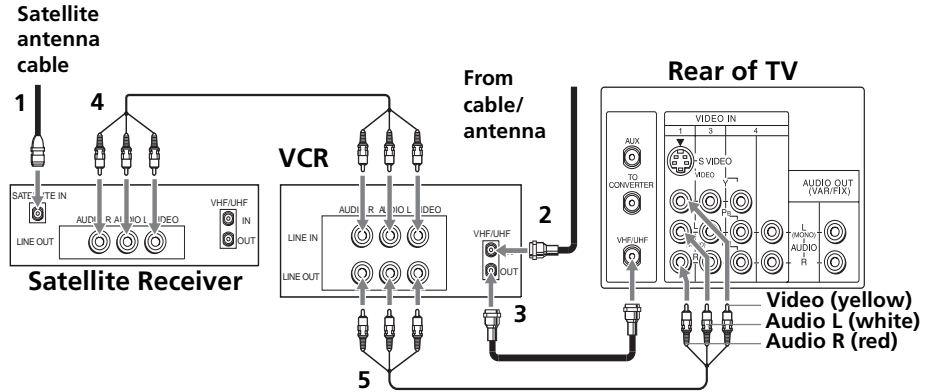 Satellite
antenna
cable
1
4
From
cable/
antenna
Rear of TV
VCR
2
3
5
SATELLITE IN
VHF/UHF
IN
OUT
AUDIO R AUDIO L VIDEO
LINE OUT
Satellite Receiver
AUDIO R AUDIO L VIDEO
LINE IN
LINE OUT
VHF/UHF
OUT
AUX
TO
CONVERTER
VHF/UHF
VIDEO IN
1 3 4
S VIDEO
VIDEO
Y
PB
R
L
(MONO)
AUDIO
R
AUDIO OUT
(VAR/FIX)
Video (yellow)
Audio L (white)
Audio R (red)